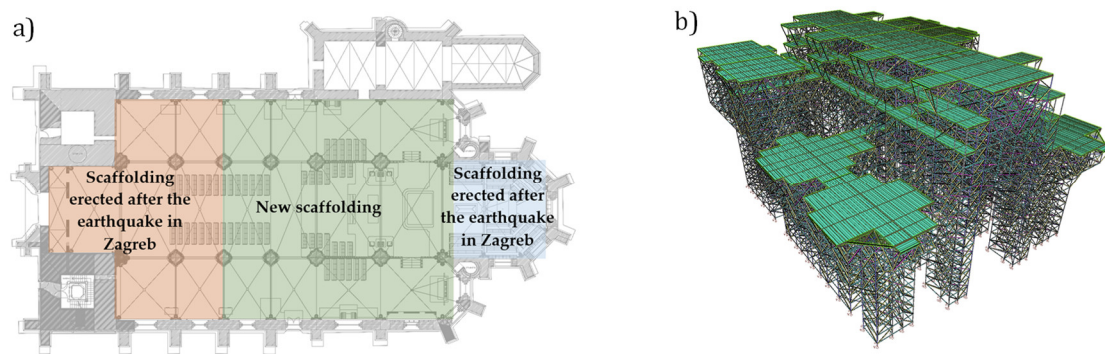 a)
Scaffolding
erected after the
earthquake in
Zagreb
New scaffolding
Scaffolding
erected after
the earthquake
in Zagreb
b)